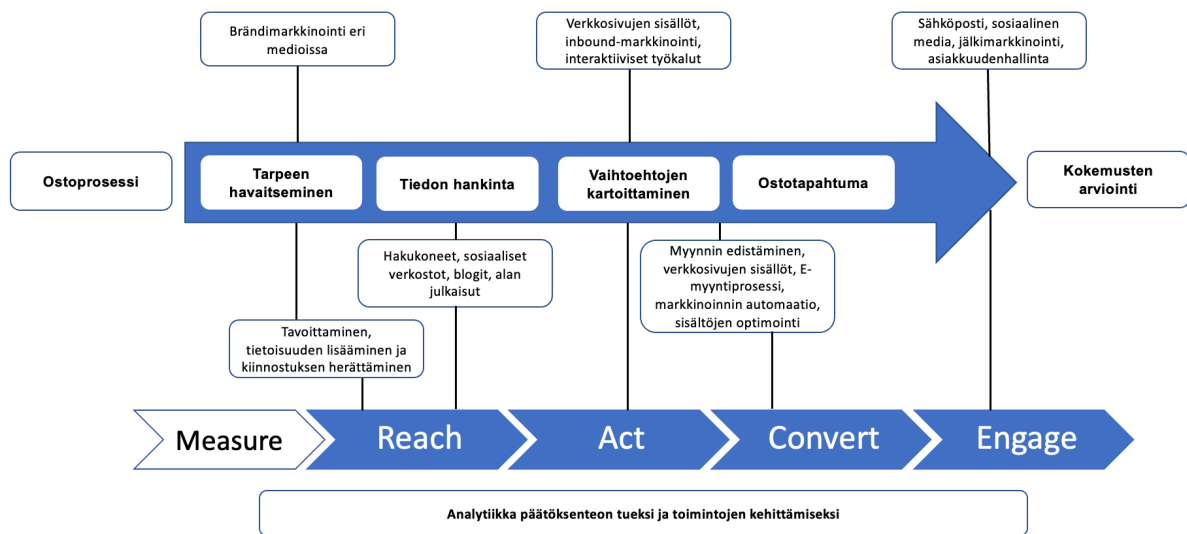 Brändimarkkinointi eri
medioissa
Verkkosivujen sisällöt,
inbound-markkinointi,
interaktiiviset työkalut
Sähköposti, sosiaalinen
media, jälkimarkkinointi,
asiakkuudenhallinta
Ostoprosessi
Tarpeen
havaitseminen
Tiedon hankinta
Vaihtoehtojen
kartoittaminen
Ostotapahtuma
Kokemusten
arviointi
Hakukoneet, sosiaaliset
verkostot, blogit, alan
julkaisut
Myynnin edistäminen,
verkkosivujen sisällöt, E-
myyntiprosessi,
markkinoinnin automaatio,
sisältöjen optimointi
Tavoittaminen,
tietoisuuden lisääminen ja
kiinnostuksen herättäminen
Measure
Reach
Act
Convert
Engage
Analytiikka päätöksenteon tueksi ja toimintojen kehittämiseksi